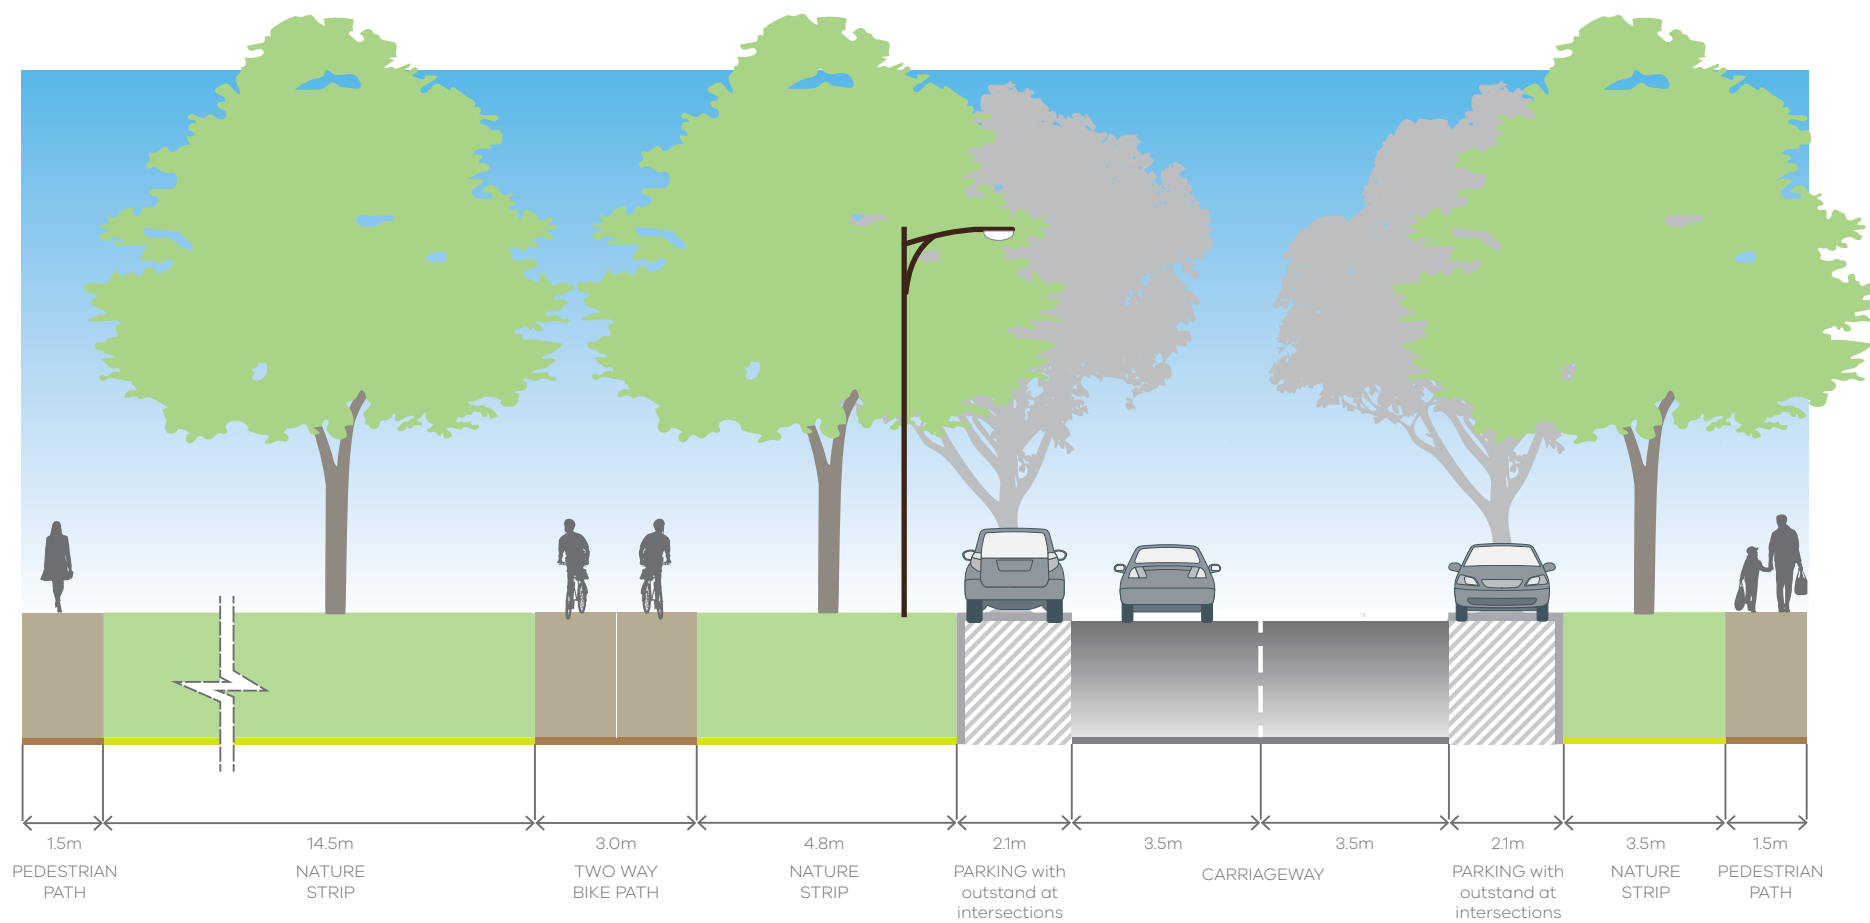 1.5m
14.5m
3.0m
4.8m
2.1m
3.5m
3.5m
2.1m
3.5m
1.5m
PEDESTRIAN
PATH
NATURE
STRIP
TWO WAY
BIKE PATH
NATURE
STRIP
PARKING with
outstand at
intersections
CARRIAGEWAY
PARKING with
outstand at
intersections
NATURE
STRIP
PEDESTRIAN
PATH